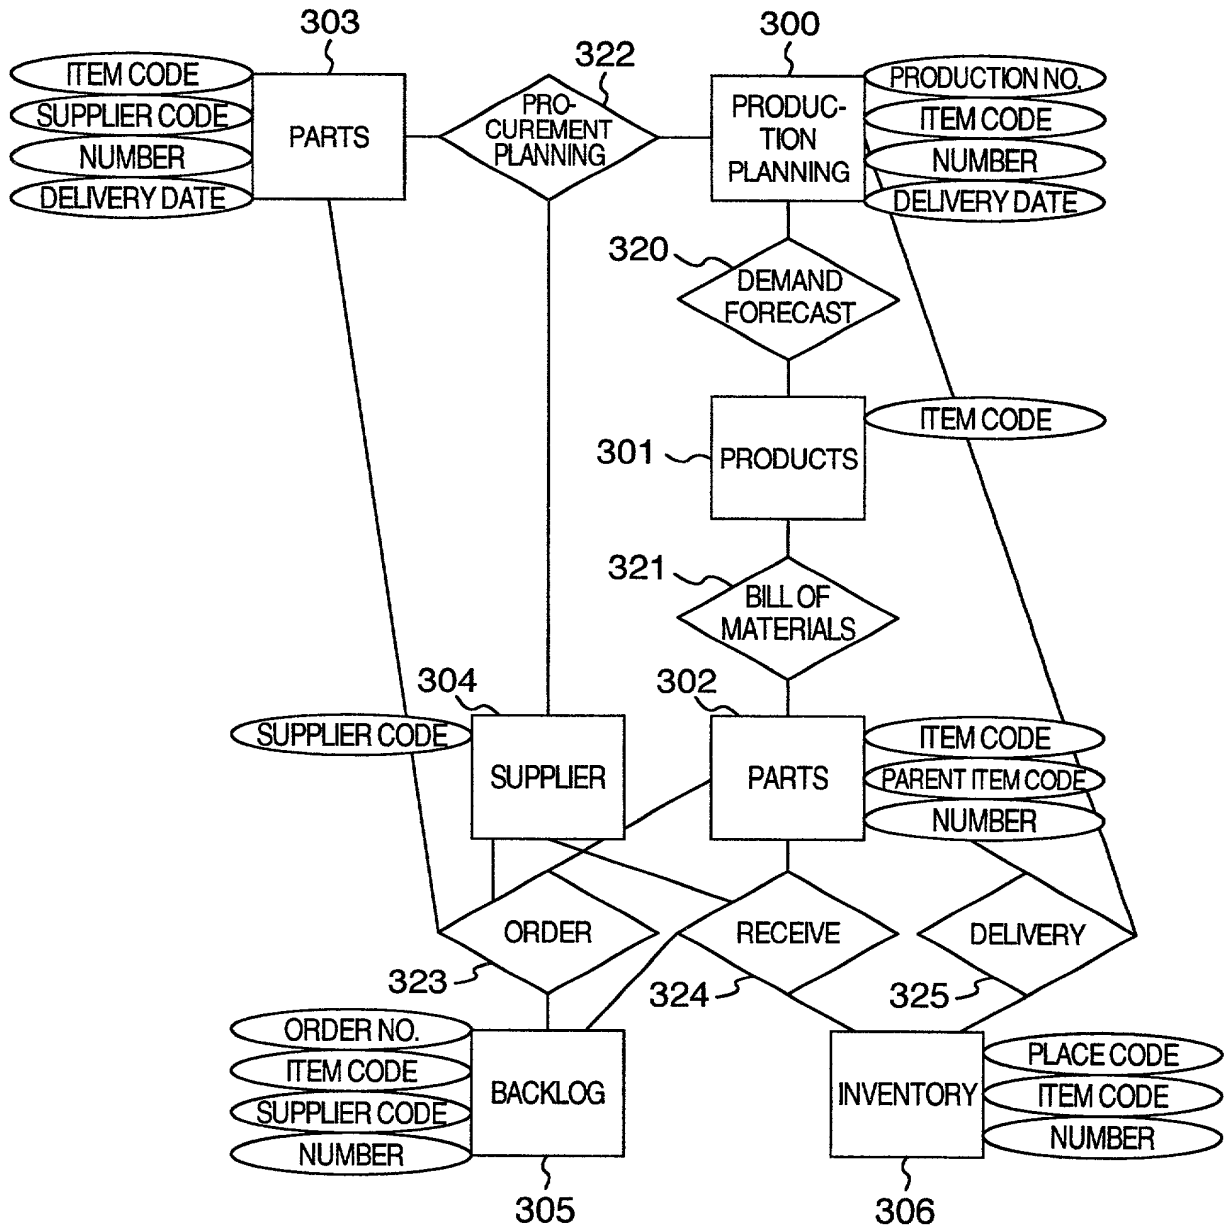 303
300
322
ITEM CODE
SUPPLIER CODE
NUMBER
DELIVERY DATE
PARTS
PRO-
CUREMENT
PLANNING
PRODUC-
TION
PLANNING
PRODUCTION NO.
ITEM CODE
NUMBER
DELIVERY DATE
320
DEMAND
FORECAST
301
PRODUCTS
ITEM CODE
321
BILL OF
MATERIALS
304
302
SUPPLIER CODE
SUPPLIER
PARTS
ITEM CODE
PARENT ITEM CODE
NUMBER
ORDER
RECEIVE
DELIVERY
323
324
325
ORDER NO.
ITEM CODE
SUPPLIER CODE
NUMBER
BACKLOG
INVENTORY
PLACE CODE
ITEM CODE
NUMBER
305
306